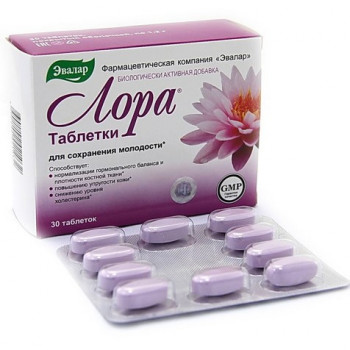 Эвалар
Фармацевтическая компания «Эвалар»
БИОЛОГИЧЕСКИ АКТИВНАЯ ДОБАВКА
Лора®
Таблетки
для сохранения молодости*
Способствует:
• нормализации гормонального баланса и
плотности костной ткани*
• повышению упругости кожи*
• снижению уровня
холестерина*
GMP
30 таблеток